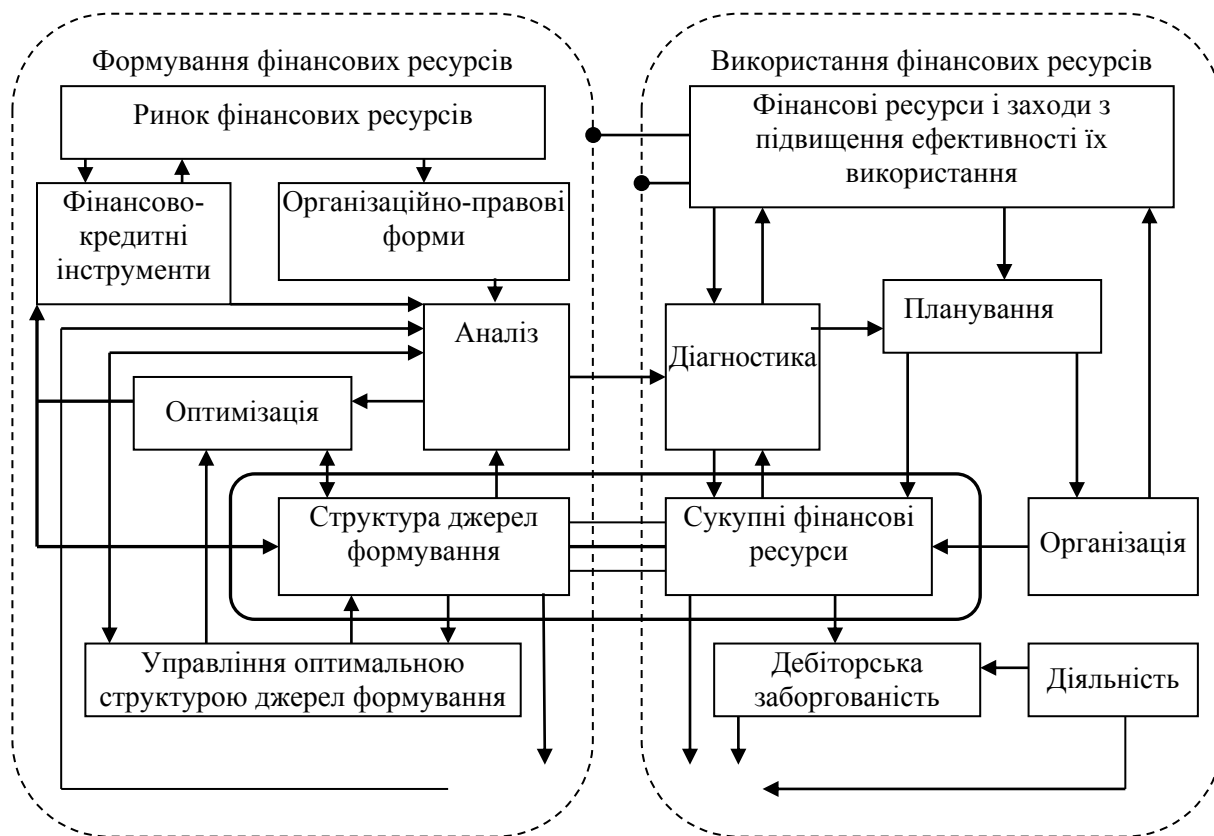 Формування фінансових ресурсів
Ринок фінансових ресурсів
Фінансово-
кредитні
інструменти
Організаційно-правові
форми
Аналіз
Оптимізація
Структура джерел
формування
Управління оптимальною
структурою джерел формування
Використання фінансових ресурсів
Фінансові ресурси і заходи з
підвищення ефективності їх
використання
Планування
Діагностика
Сукупні фінансові
ресурси
Організація
Дебіторська
заборгованість
Діяльність